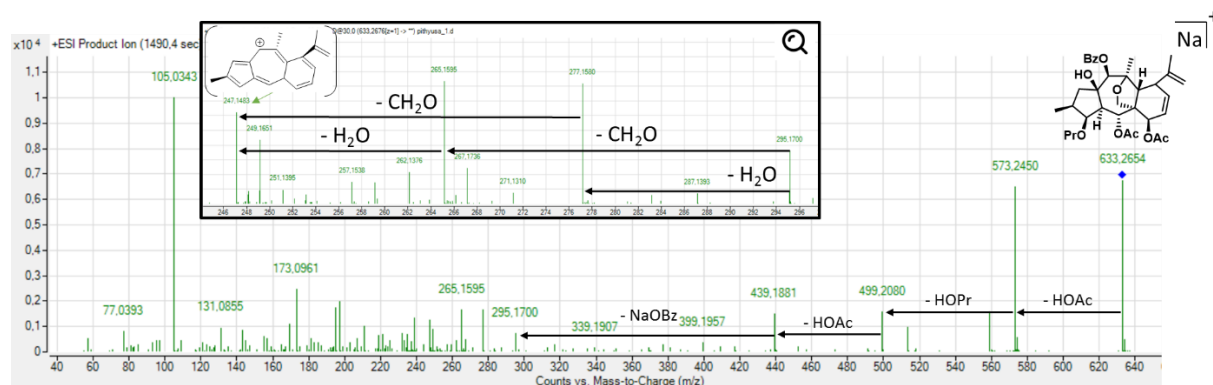 x10 4
+ESI Product Ion (1490,4 sec
D@30:0 (633,2676[z=1] -> "") pithyusa_1.d
1,1
1
0,9
0,8
0,7
0,6
0,5
0,4
0,3
0,2
0,1
0
105,0343
77,0393
131,0855
173,0961
265,1595
295,1700
339,1907
399,1957
439,1881
499,2080
573,2450
633,2654
- NaOBz
- HOAc
- HOPr
- HOAc
+
247,1483
249,1651
251,1395
257,1538
262,1376
265,1595
267,1736
271,1310
277,1580
287,1393
295,1700
- CH2O
- H2O
- CH2O
- H2O
246 248 250 252 254 256 258 260 262 264 266 268 270 272 274 276 278 280 282 284 286 288 290 292 294 296
Na +
BzO
HO
O
PrO
OAc
OAc
40 60 80 100 120 140 160 180 200 220 240 260 280 300 320 340 360 380 400 420 440 460 480 500 520 540 560 580 600 620 640
Counts vs. Mass-to-Charge (m/z)